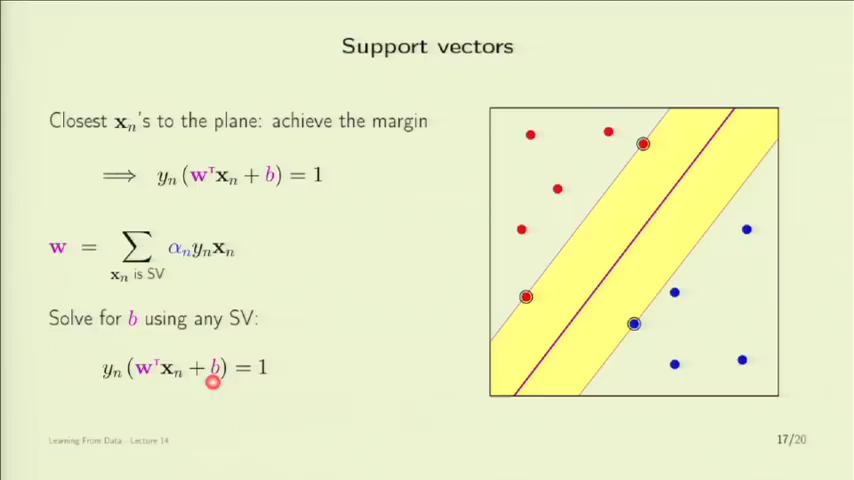 Support vectors
Closest xₙ's to the plane: achieve the margin
⟹ yₙ (wᵀxₙ + b) = 1
w = ∑ αₙyₙxₙ
xₙ is SV
Solve for b using any SV:
yₙ (wᵀxₙ + b) = 1
Learning From Data - Lecture 14
17/20